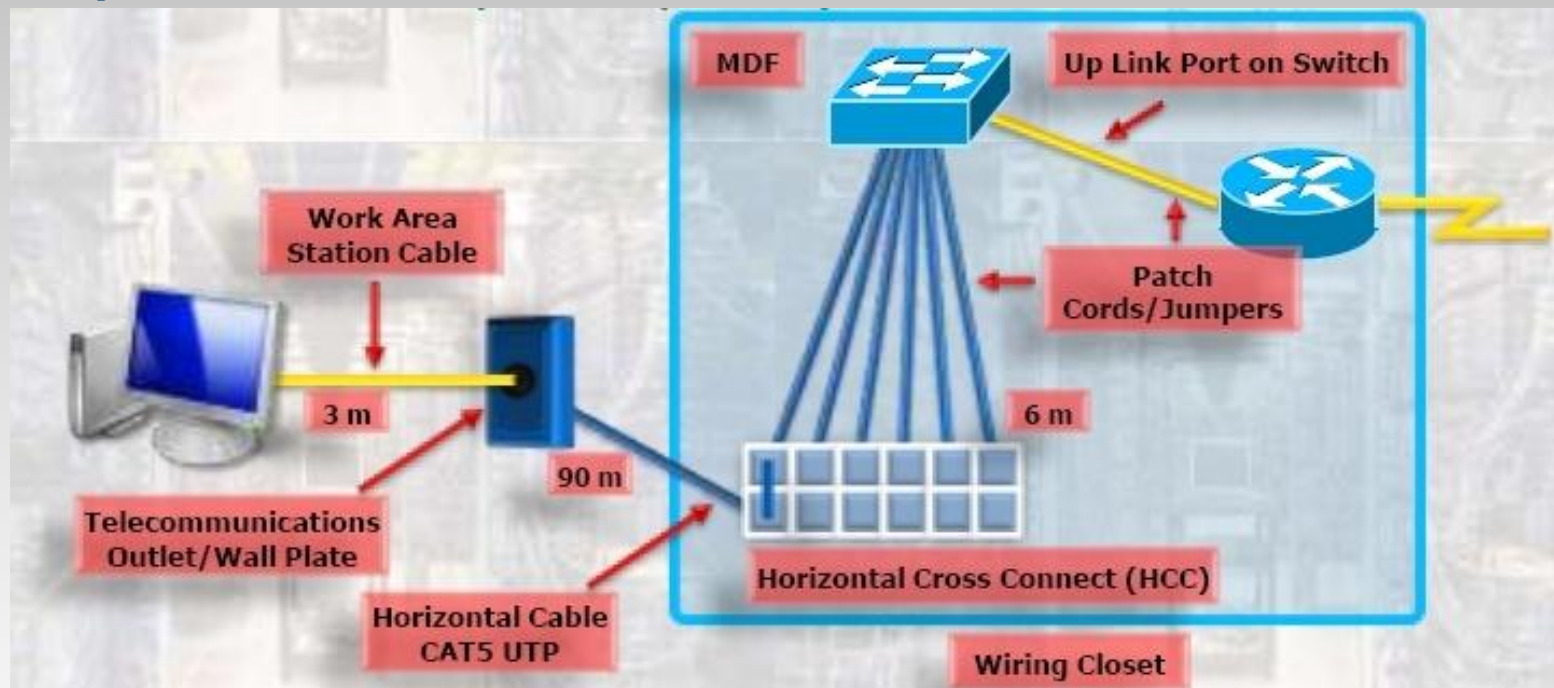 MDF
Up Link Port on Switch
Work Area
Station Cable
Patch
Cords/Jumpers
3 m
6 m
90 m
Telecommunications
Outlet/Wall Plate
Horizontal Cross Connect (HCC)
Horizontal Cable
CAT5 UTP
Wiring Closet